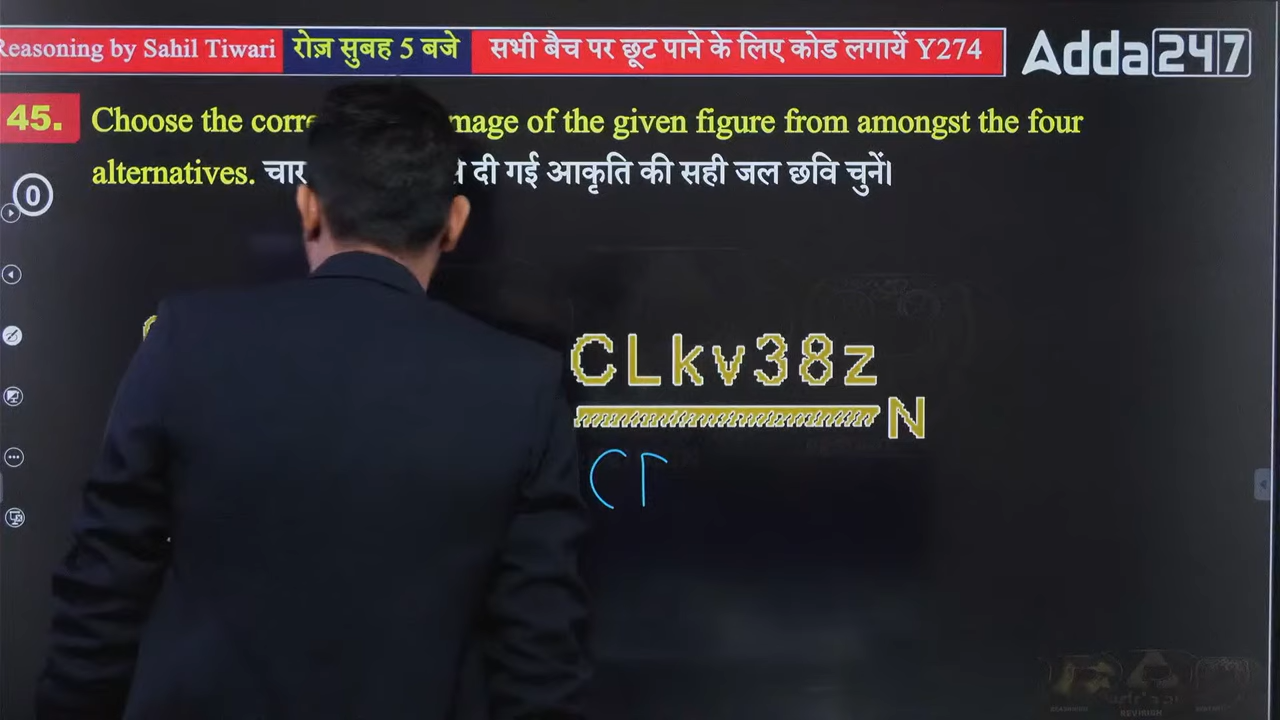 Reasoning by Sahil Tiwari रोज़ सुबह 5 बजे सभी बैच पर छूट पाने के लिए कोड लगायें Y274 Adda247
45. Choose the corre mage of the given figure from amongst the four
0 alternatives. चार दी गई आकृति की सही जल छवि चुनें।
CLkv38z
N